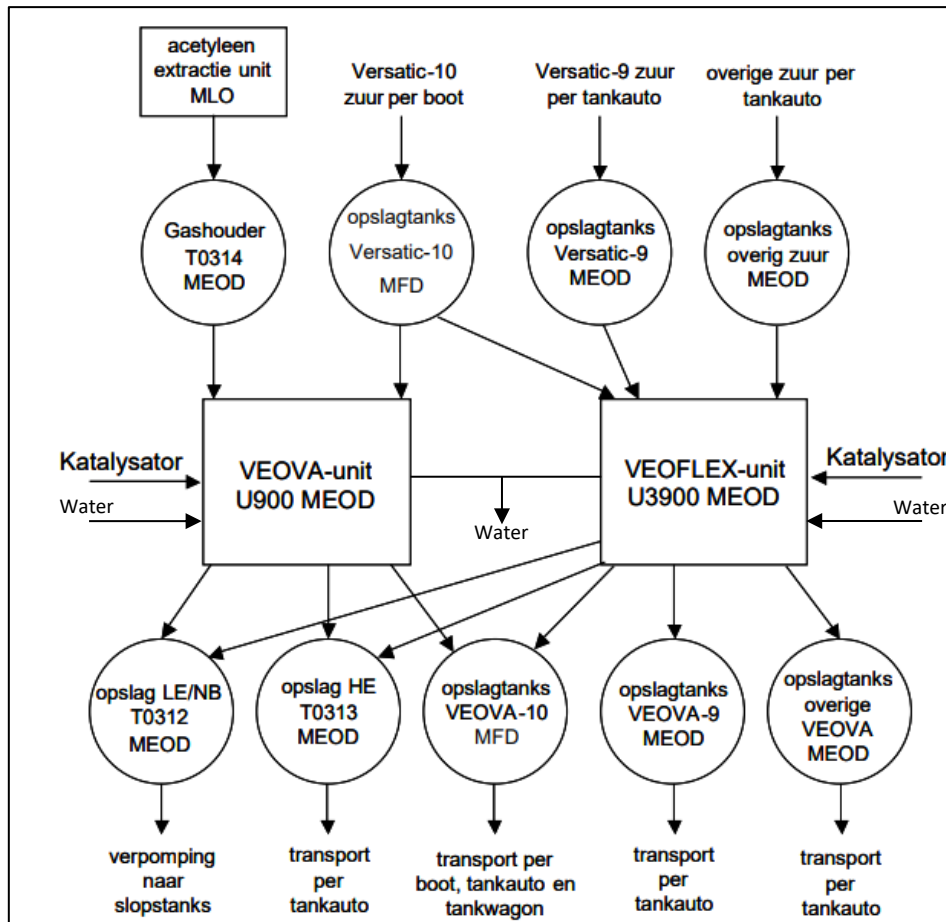 acetyleen
extractie unit
MLO
Versatic-10
zuur per boot
Versatic-9 zuur
per tankauto
overige zuur per
tankauto
Gashouder
T0314
MEOD
opslagtanks
Versatic-10
MFD
opslagtanks
Versatic-9
MEOD
opslagtanks
overig zuur
MEOD
Katalysator
Water
VEOVA-unit
U900 MEOD
Water
VEOFLEX-unit
U3900 MEOD
Katalysator
Water
opslag LE/NB
T0312
MEOD
opslag HE
T0313
MEOD
opslagtanks
VEOVA-10
MFD
opslagtanks
VEOVA-9
MEOD
opslagtanks
overige
VEOVA
MEOD
verpomping
naar
slopstanks
transport
per
tankauto
transport per
boot, tankauto en
tankwagon
transport
per
tankauto
transport
per
tankauto